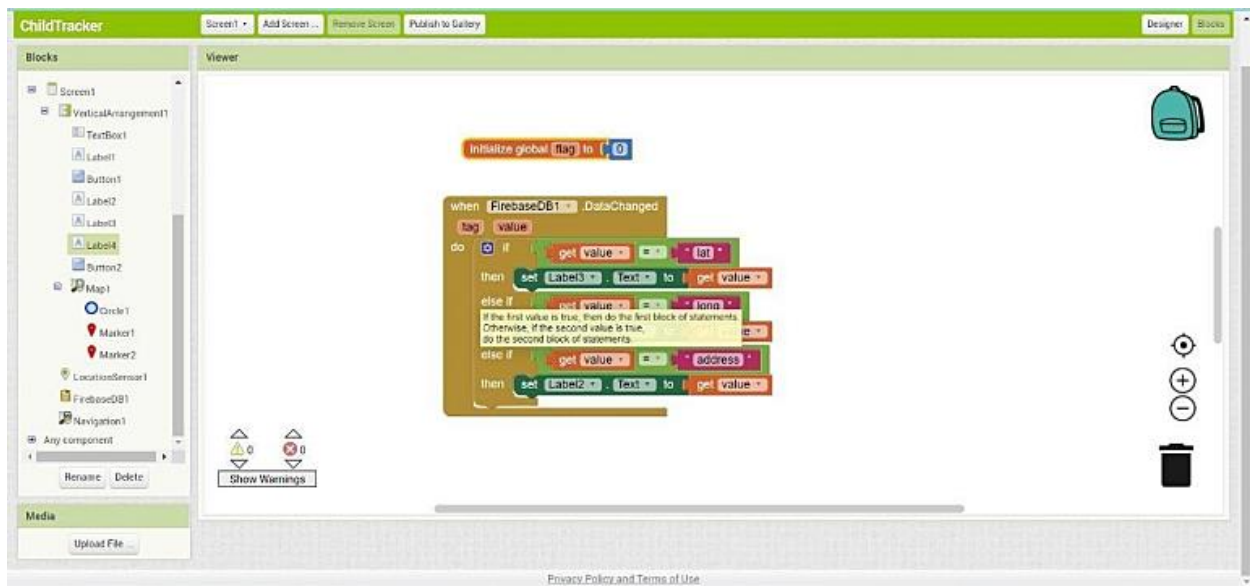 ChildTracker Screen1 Add Screen ... Remove Screen Publish to Gallery Designer Blocks
Blocks
Viewer
Screen1
VerticalArrangement1
TextBox1
Label1
Button1
Label2
Label3
Label4
Button2
Map1
Circle1
Marker1
Marker2
LocationSensor1
FirebaseDB1
Navigation1
Any component
Rename Delete
Media
Upload File ...
initialize global flag to 0
when FirebaseDB1 .DataChanged
tag value
do if get value = " lat "
then set Label3 . Text to get value
else if get value = " long "
If the first value is true, then do the first block of statements.
Otherwise, if the second value is true,
do the second block of statements.
else if get value = " address "
then set Label2 . Text to get value
0 0
Show Warnings
Privacy Policy and Terms of Use